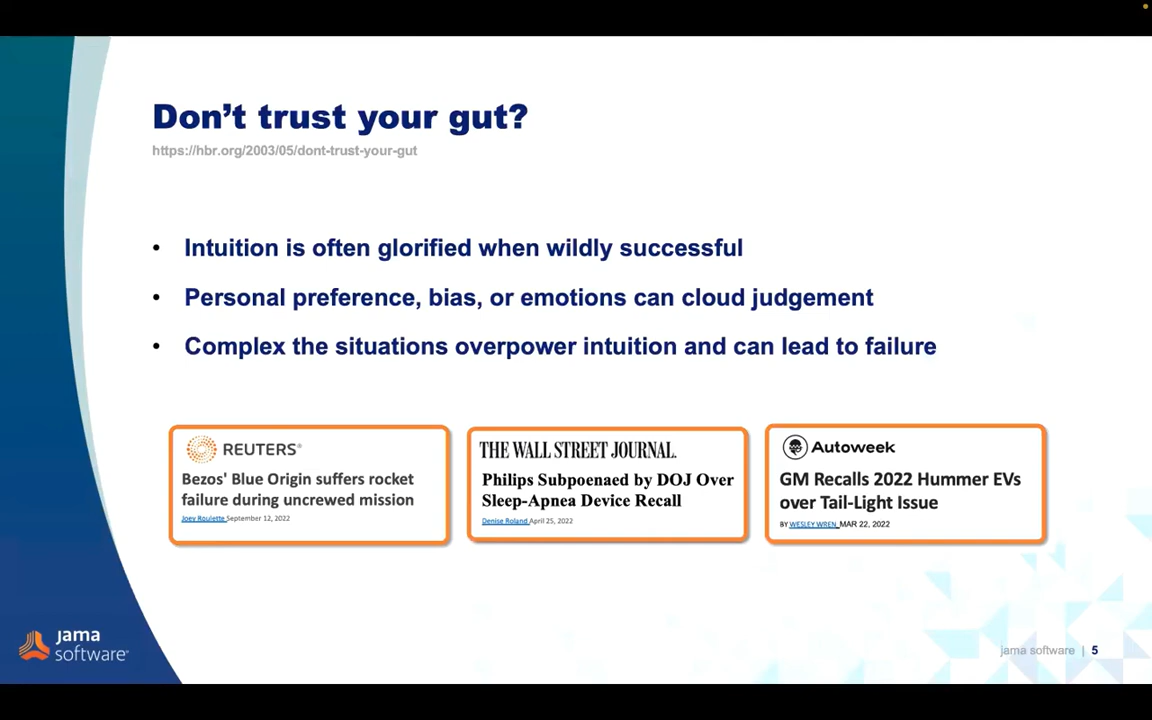 Don't trust your gut?
https://hbr.org/2003/05/dont-trust-your-gut
• Intuition is often glorified when wildly successful
• Personal preference, bias, or emotions can cloud judgement
• Complex the situations overpower intuition and can lead to failure
REUTERS®
Bezos' Blue Origin suffers rocket
failure during uncrewed mission
Joey Roulette September 12, 2022
THE WALL STREET JOURNAL.
Philips Subpoenaed by DOJ Over
Sleep-Apnea Device Recall
Denise Roland April 25, 2022
Autoweek
GM Recalls 2022 Hummer EVs
over Tail-Light Issue
BY WESLEY WREN MAR 22, 2022
jama
software®
jama software | 5